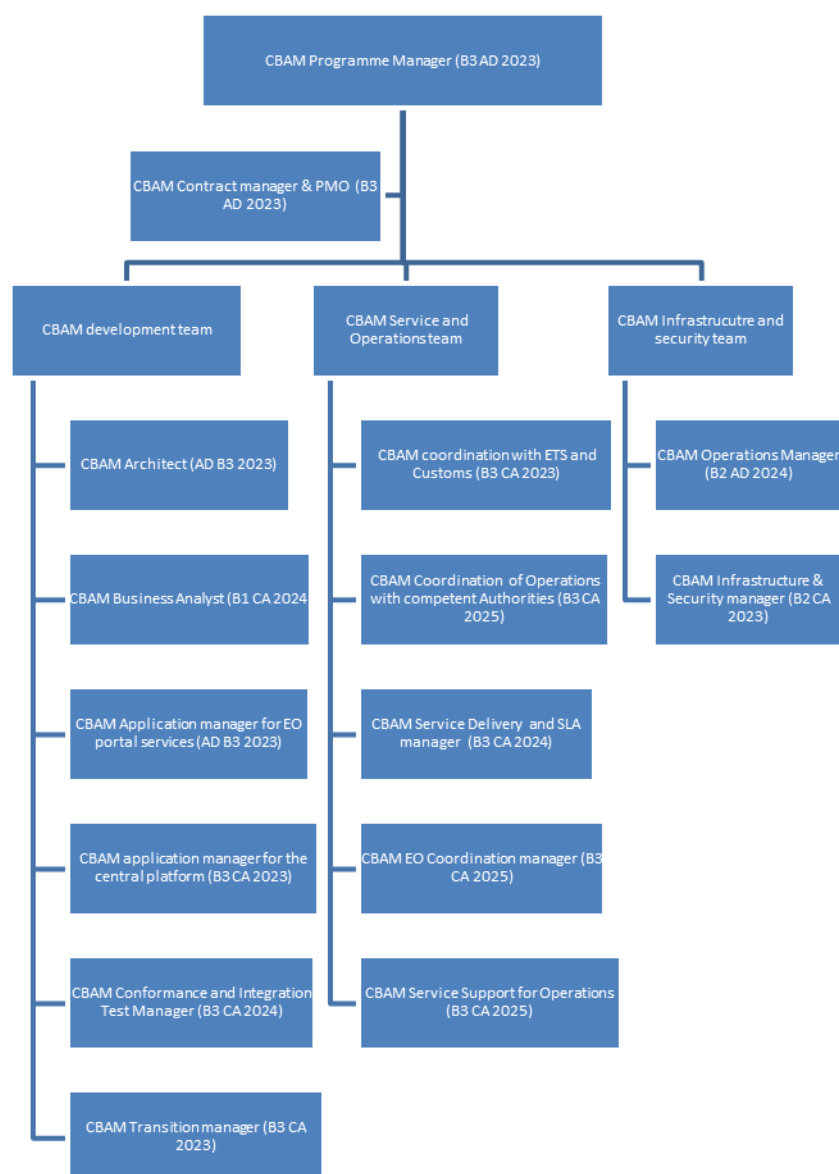 CBAM Programme Manager (B3 AD 2023)
CBAM Contract manager & PMO (B3
AD 2023)
CBAM development team
CBAM Service and
Operations team
CBAM Infrastrucutre and
security team
CBAM Architect (AD B3 2023)
CBAM Business Analyst (B1 CA 2024
CBAM Application manager for EO
portal services (AD B3 2023)
CBAM application manager for the
central platform (B3 CA 2023)
CBAM Conformance and Integration
Test Manager (B3 CA 2024)
CBAM Transition manager (B3 CA
2023)
CBAM coordination with ETS and
Customs (B3 CA 2023)
CBAM Coordination of Operations
with competent Authorities (B3 CA
2025)
CBAM Service Delivery and SLA
manager (B3 CA 2024)
CBAM EO Coordination manager (B3
CA 2025)
CBAM Service Support for Operations
(B3 CA 2025)
CBAM Operations Manager
(B2 AD 2024)
CBAM Infrastructure &
Security manager (B2 CA
2023)